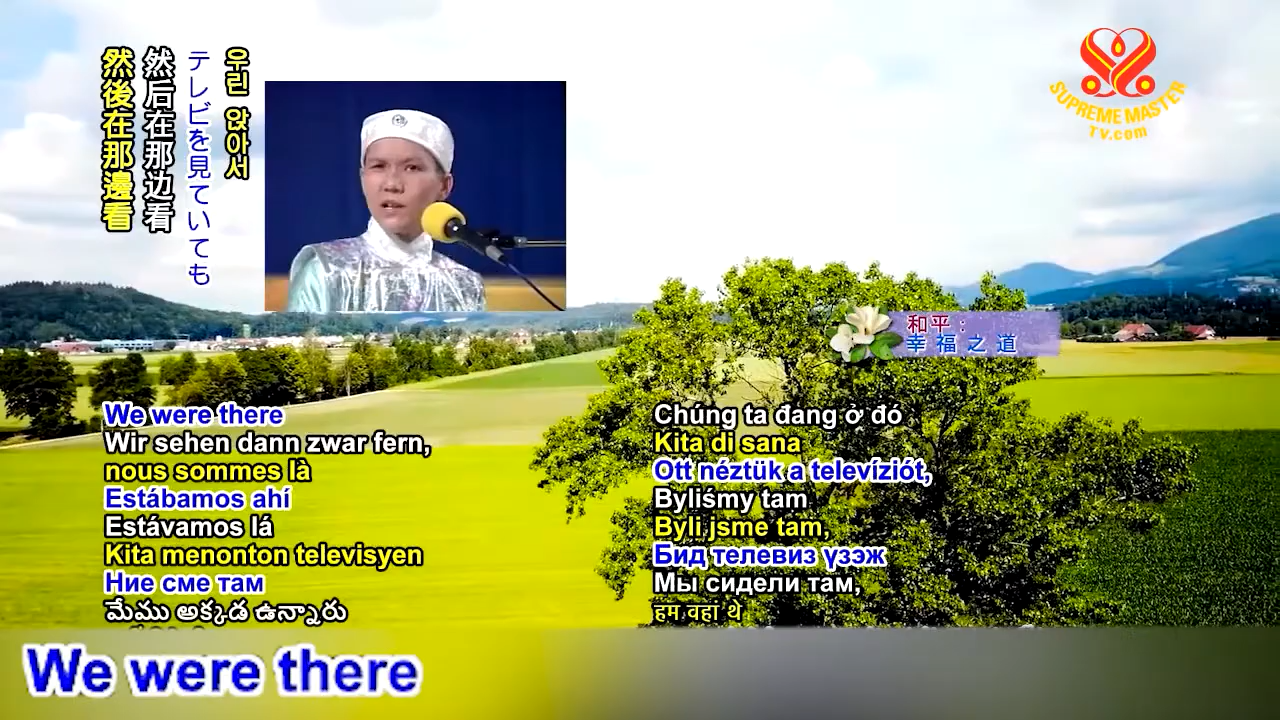 우린 앉아서
テレビを見ていても
然后在那边看
然後在那邊看
SUPREME MASTER
TV.com
和平：
幸福之道
We were there
Wir sehen dann zwar fern,
nous sommes là
Estábamos ahí
Estávamos lá
Kita menonton televisyen
Ние сме там
మేము అక్కడ ఉన్నారు
Chúng ta đang ở đó
Kita di sana
Ott néztük a televíziót,
Byliśmy tam
Byli jsme tam,
Бид телевиз үзэж
Мы сидели там,
हम वहां थे
We were there